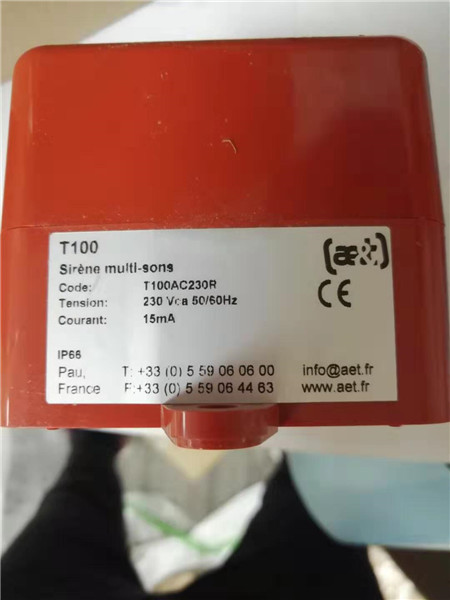 T100
[ae&t]
Sirène multi-sons
Code: T100AC230R
Tension: 230 Vca 50/60Hz
CE
Courant: 15mA
IP66
Pau, T: +33 (0) 5 59 06 06 00 info@aet.fr
France F:+33 (0) 5 59 06 44 63 www.aet.fr